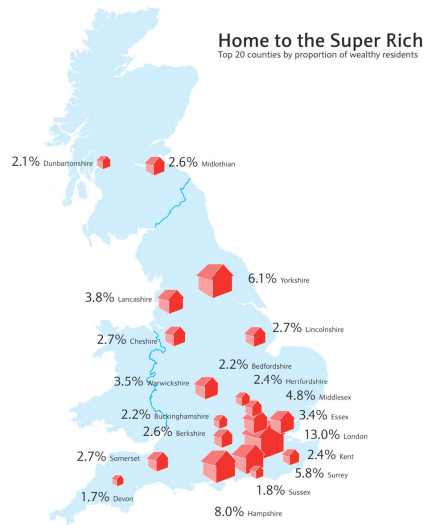 Home to the Super Rich
Top 20 counties by proportion of wealthy residents
2.1% Dunbartonshire
2.6% Midlothian
6.1% Yorkshire
3.8% Lancashire
2.7% Lincolnshire
2.7% Cheshire
2.2% Bedfordshire
2.4% Hertfordshire
3.5% Warwickshire
4.8% Middlesex
2.2% Buckinghamshire
3.4% Essex
2.6% Berkshire
13.0% London
2.7% Somerset
2.4% Kent
5.8% Surrey
1.8% Sussex
1.7% Devon
8.0% Hampshire